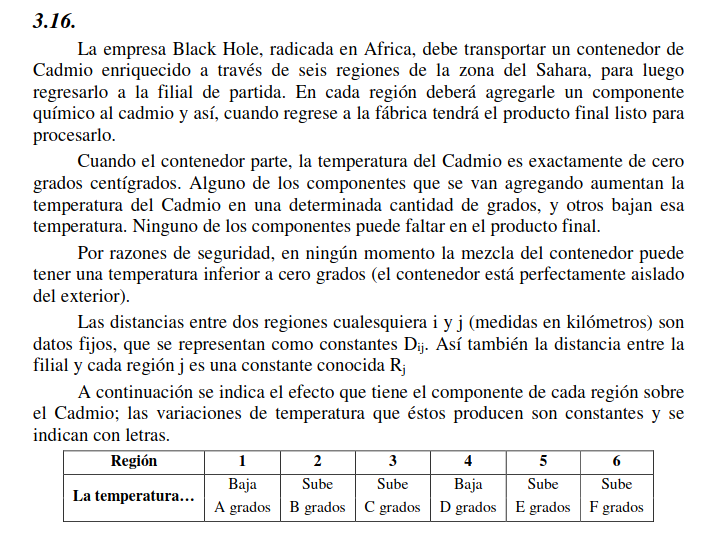 3.16.
La empresa Black Hole, radicada en Africa, debe transportar un contenedor de
Cadmio enriquecido a través de seis regiones de la zona del Sahara, para luego
regresarlo a la filial de partida. En cada región deberá agregarle un componente
químico al cadmio y así, cuando regrese a la fábrica tendrá el producto final listo para
procesarlo.
Cuando el contenedor parte, la temperatura del Cadmio es exactamente de cero
grados centígrados. Alguno de los componentes que se van agregando aumentan la
temperatura del Cadmio en una determinada cantidad de grados, y otros bajan esa
temperatura. Ninguno de los componentes puede faltar en el producto final.
Por razones de seguridad, en ningún momento la mezcla del contenedor puede
tener una temperatura inferior a cero grados (el contenedor está perfectamente aislado
del exterior).
Las distancias entre dos regiones cualesquiera i y j (medidas en kilómetros) son
datos fijos, que se representan como constantes Dij. Así también la distancia entre la
filial y cada región j es una constante conocida Rj
A continuación se indica el efecto que tiene el componente de cada región sobre
el Cadmio; las variaciones de temperatura que éstos producen son constantes y se
indican con letras.
Región 1 2 3 4 5 6
La temperatura... Baja Sube Sube Baja Sube Sube
A grados B grados C grados D grados E grados F grados